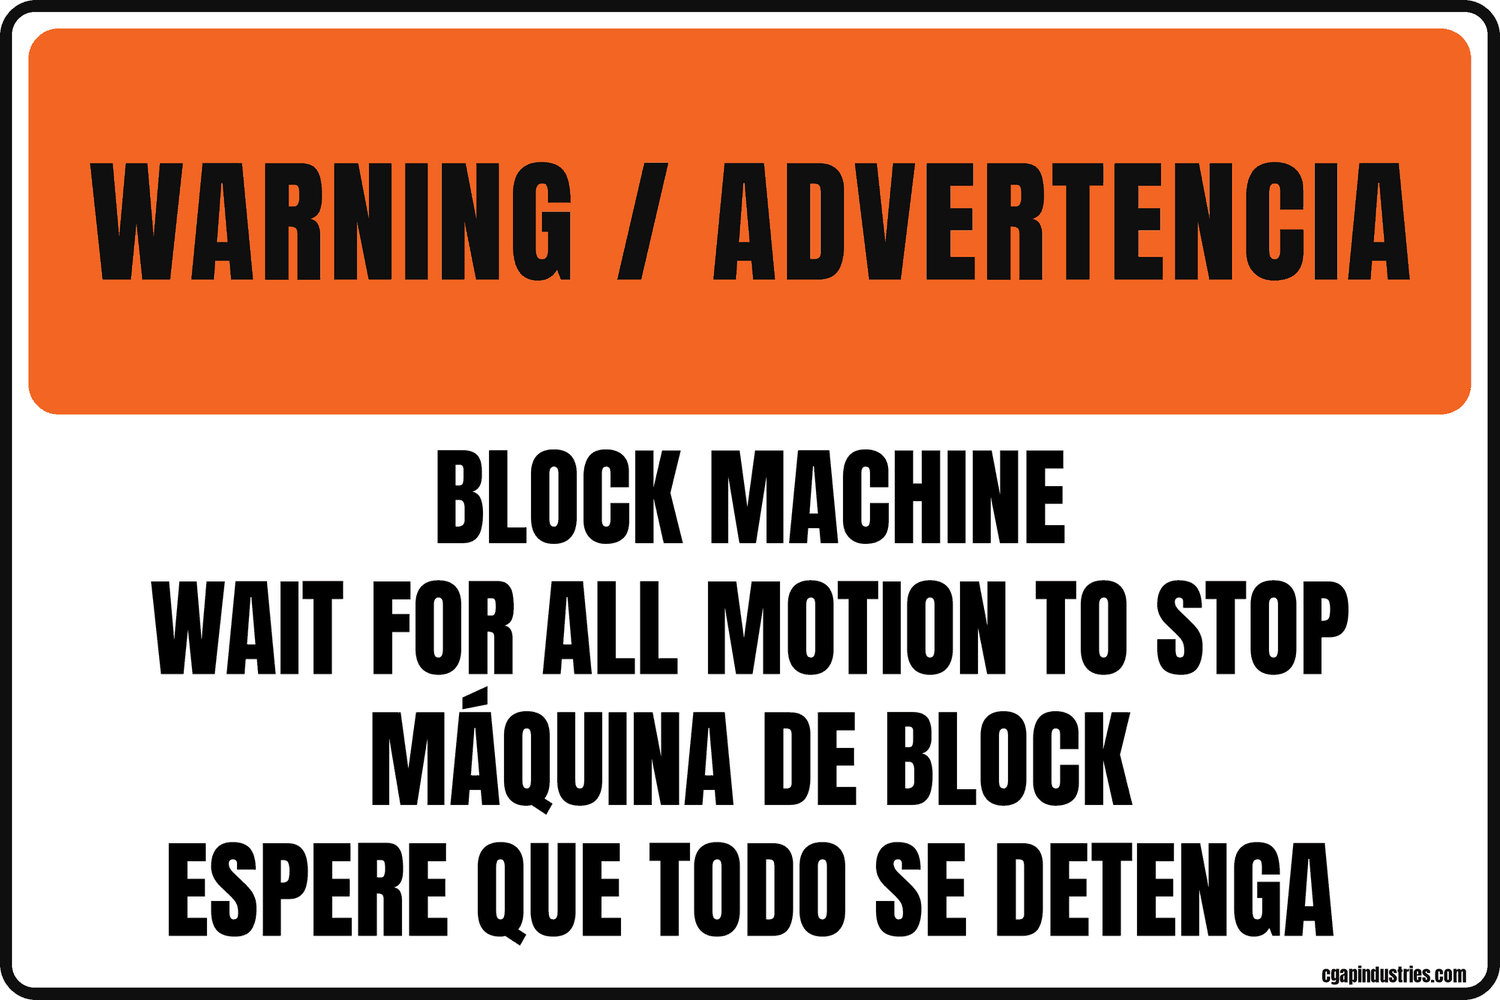 WARNING / ADVERTENCIA
BLOCK MACHINE
WAIT FOR ALL MOTION TO STOP
MÁQUINA DE BLOCK
ESPERE QUE TODO SE DETENGA
cgapindustries.com